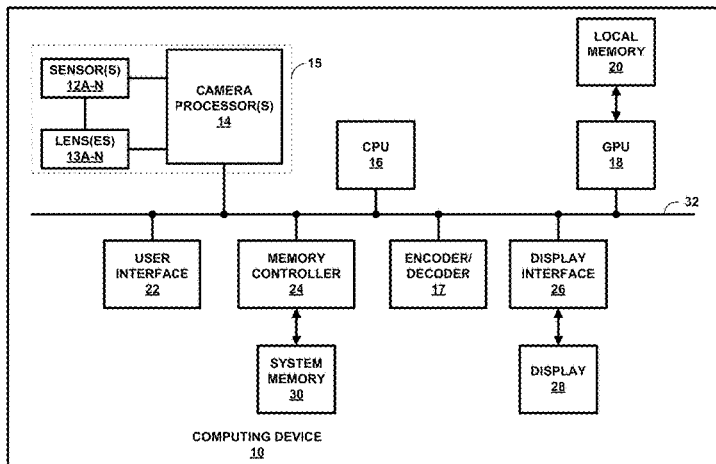 15
SENSOR(S)
12A-N
LENS(ES)
13A-N
CAMERA
PROCESSOR(S)
14
LOCAL
MEMORY
20
CPU
16
GPU
18
32
USER
INTERFACE
22
MEMORY
CONTROLLER
24
ENCODER/
DECODER
17
DISPLAY
INTERFACE
26
SYSTEM
MEMORY
30
DISPLAY
28
COMPUTING DEVICE
10